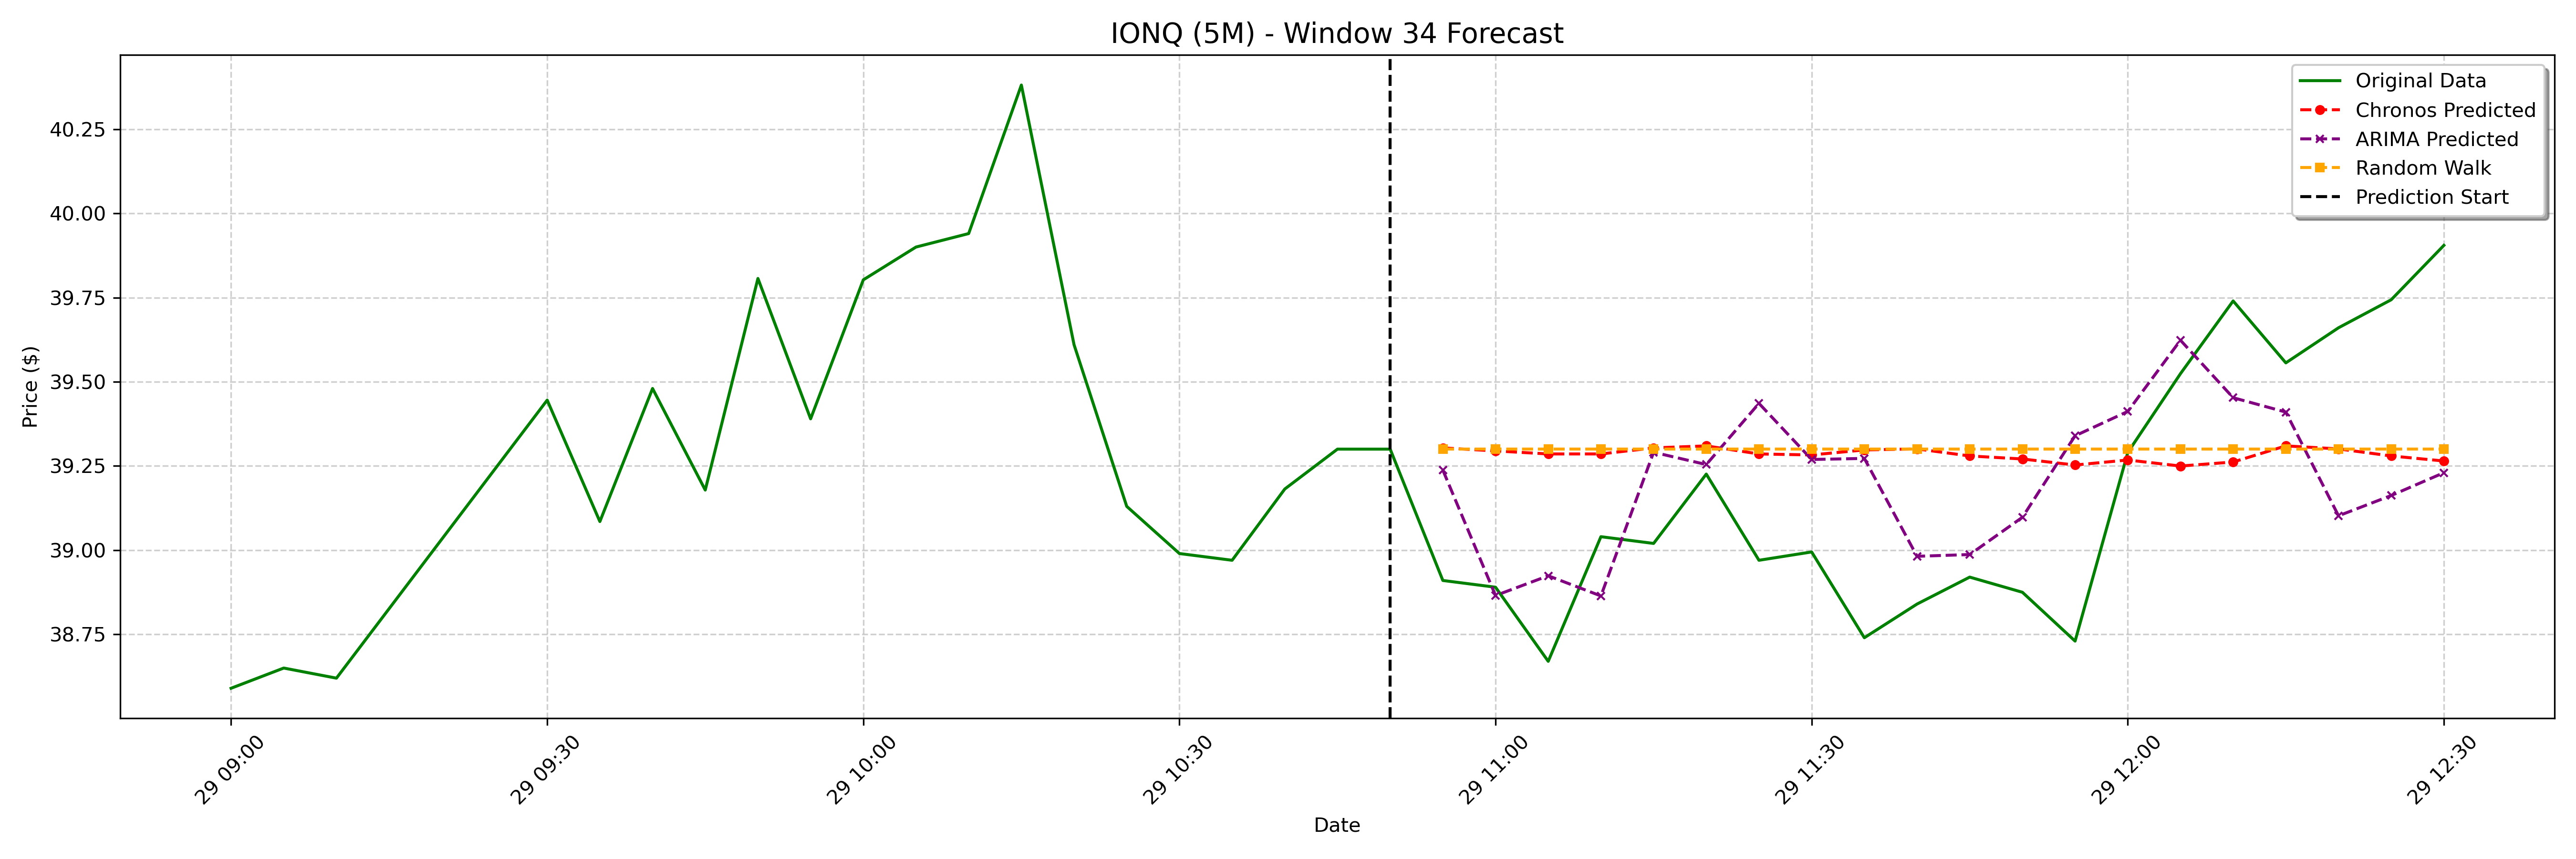 IONQ (5M) - Window 34 Forecast
Original Data
Chronos Predicted
ARIMA Predicted
Random Walk
Prediction Start
Price ($)
40.25
40.00
39.75
39.50
39.25
39.00
38.75
29 09:00
29 09:30
29 10:00
29 10:30
29 11:00
29 11:30
29 12:00
29 12:30
Date